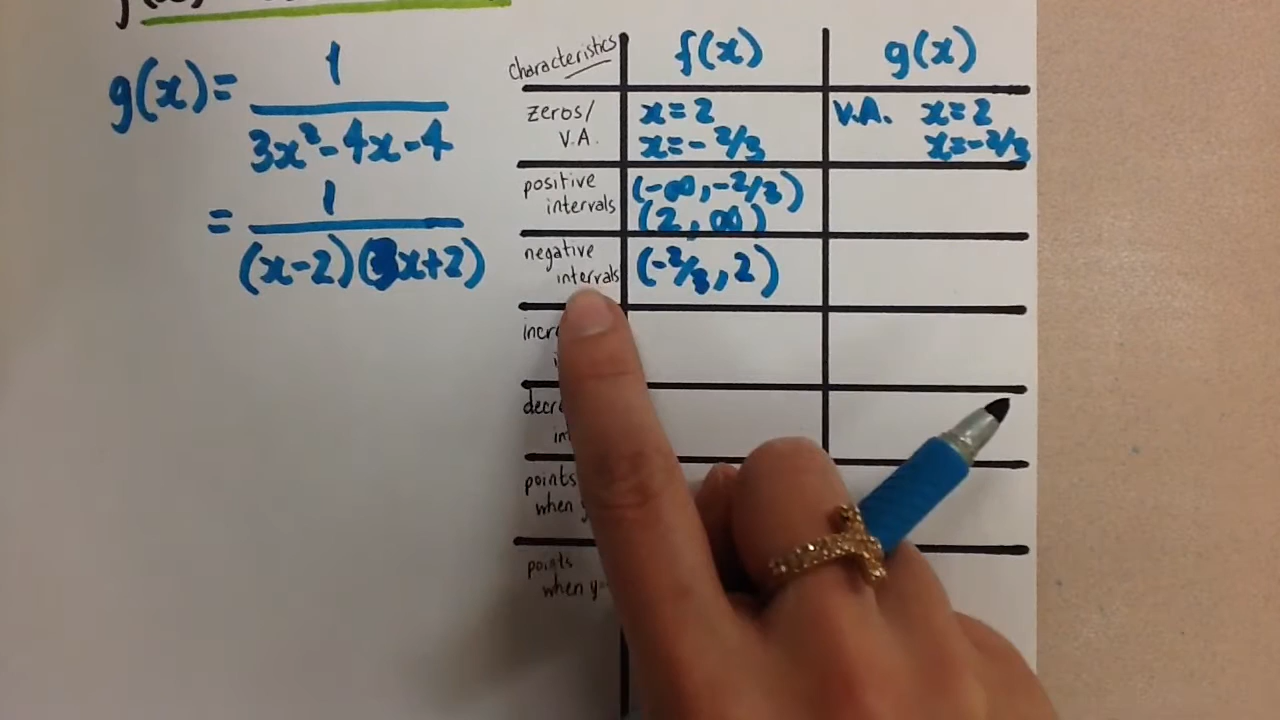 g(x) = 1
3x² - 4x - 4
= 1
(x-2)(3x+2)
characteristics f(x) g(x)
zeros/ x = 2 V.A. x = 2
V.A. x = -2/3 x = -2/3
positive (-∞, -2/3)
intervals (2, ∞)
negative (-2/3, 2)
intervals
points
when
points
when